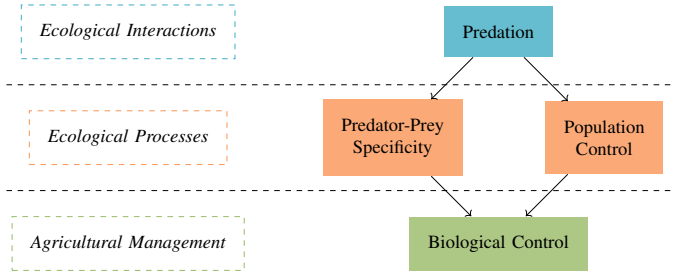 Ecological Interactions
Predation
Ecological Processes
Predator-Prey
Specificity
Population
Control
Agricultural Management
Biological Control